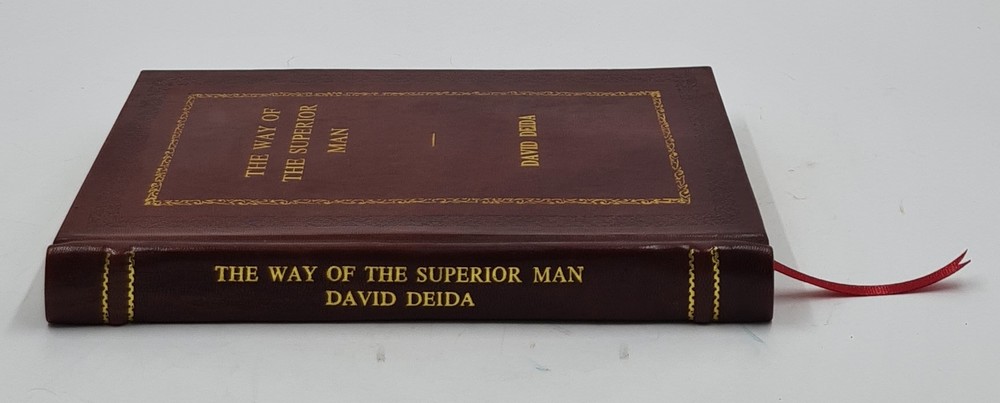 THE WAY OF
THE SUPERIOR
MAN
—
DAVID DEIDA
THE WAY OF THE SUPERIOR MAN
DAVID DEIDA